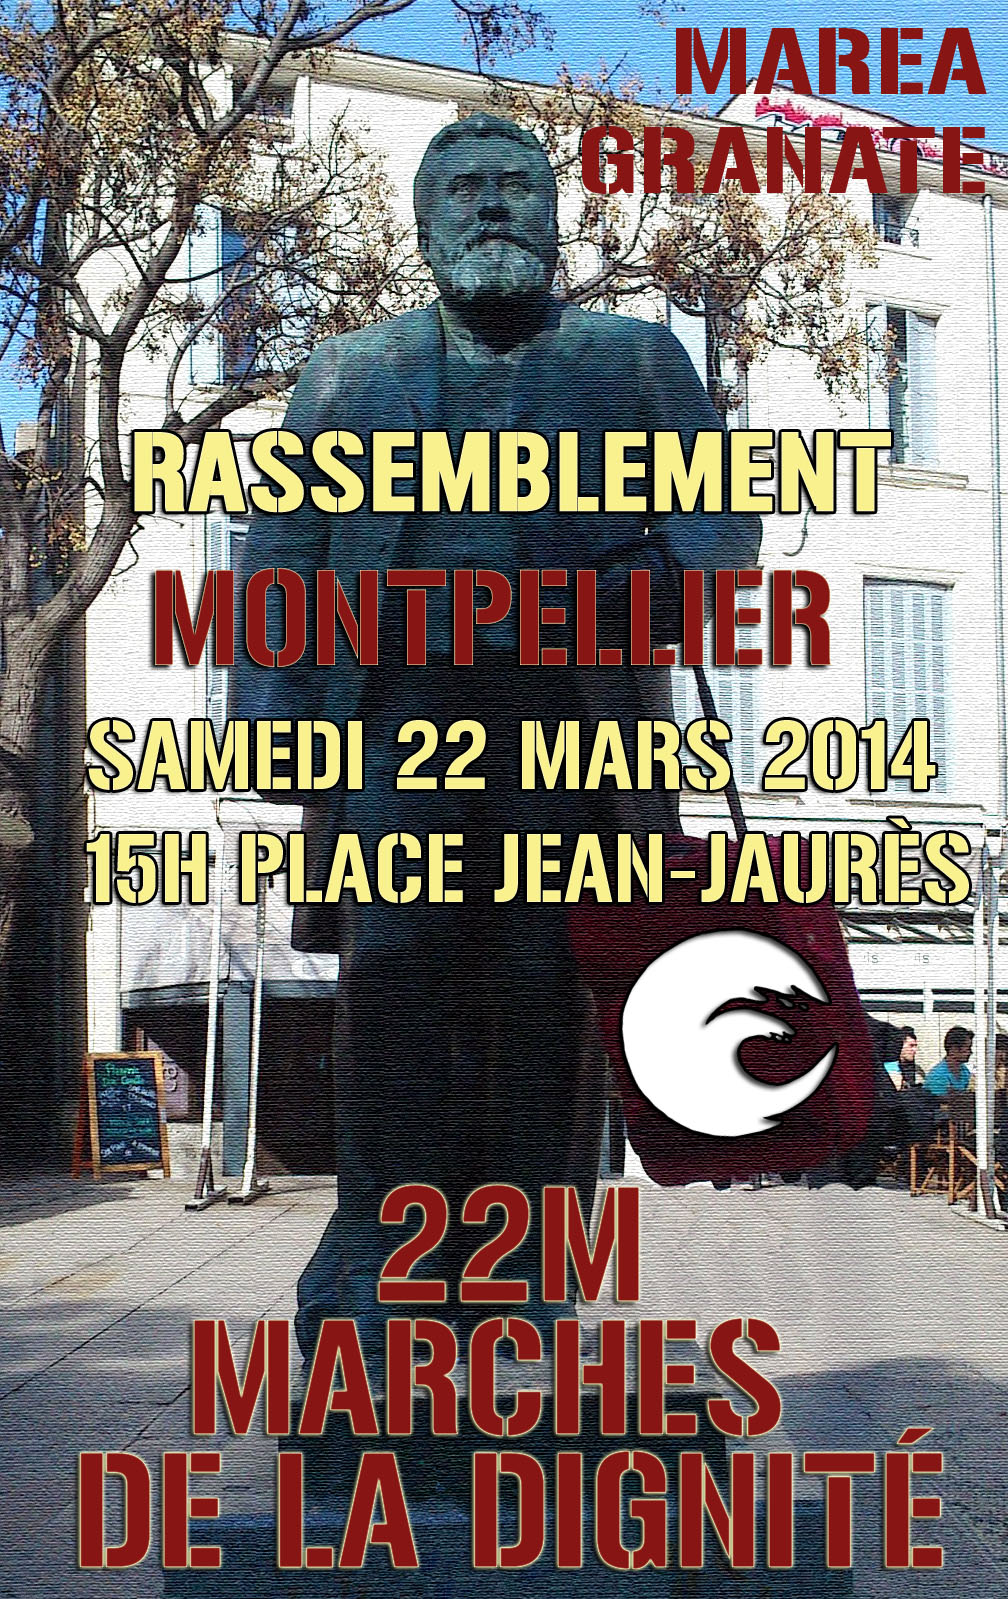 MAREA
GRANATE
RASSEMBLEMENT
MONTPELLIER
SAMEDI 22 MARS 2014
15H PLACE JEAN-JAURÈS
22M
MARCHES
DE LA DIGNITÉ